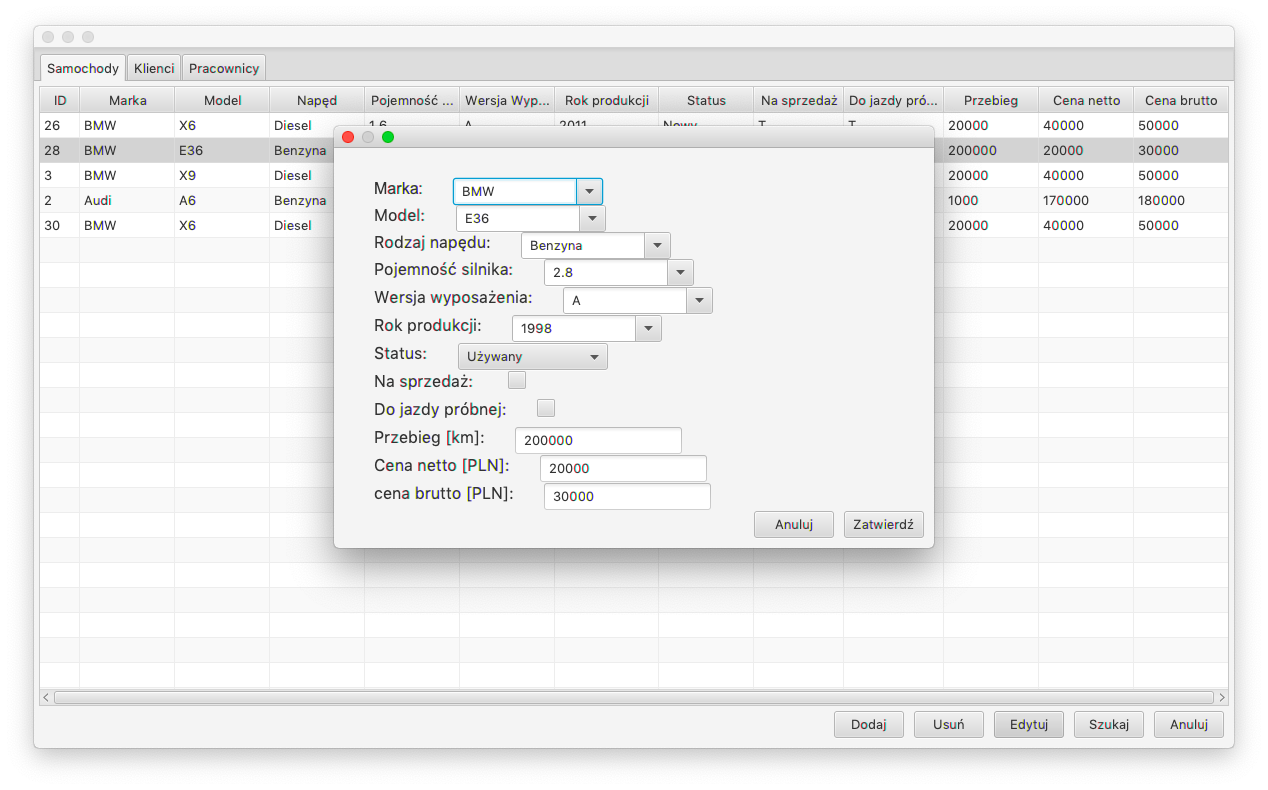 Samochody Klienci Pracownicy
ID Marka Model Napęd Pojemność ... Wersja Wyp... Rok produkcji Status Na sprzedaż Do jazdy pró... Przebieg Cena netto Cena brutto
26 BMW X6 Diesel 1.6 A 2011 Nowy T T 20000 40000 50000
28 BMW E36 Benzyna 200000 20000 30000
3 BMW X9 Diesel 20000 40000 50000
2 Audi A6 Benzyna 1000 170000 180000
30 BMW X6 Diesel 20000 40000 50000
Marka: BMW
Model: E36
Rodzaj napędu: Benzyna
Pojemność silnika: 2.8
Wersja wyposażenia: A
Rok produkcji: 1998
Status: Używany
Na sprzedaż:
Do jazdy próbnej:
Przebieg [km]: 200000
Cena netto [PLN]: 20000
cena brutto [PLN]: 30000
Anuluj Zatwierdź
Dodaj Usuń Edytuj Szukaj Anuluj